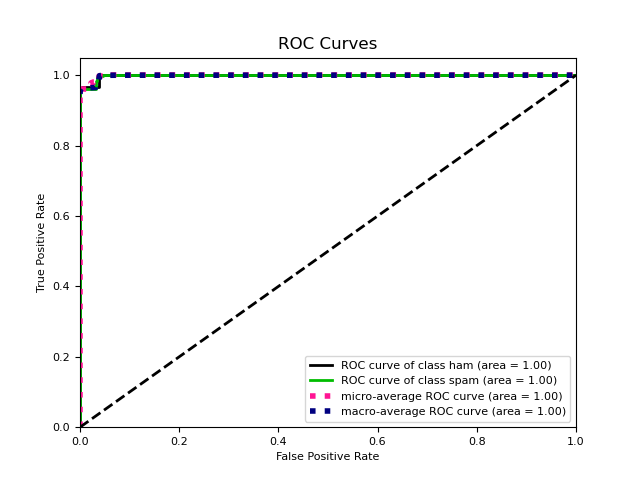 ROC Curves
1.0
0.8
0.6
0.4
0.2
0.0
True Positive Rate
0.0 0.2 0.4 0.6 0.8 1.0
False Positive Rate
ROC curve of class ham (area = 1.00)
ROC curve of class spam (area = 1.00)
micro-average ROC curve (area = 1.00)
macro-average ROC curve (area = 1.00)